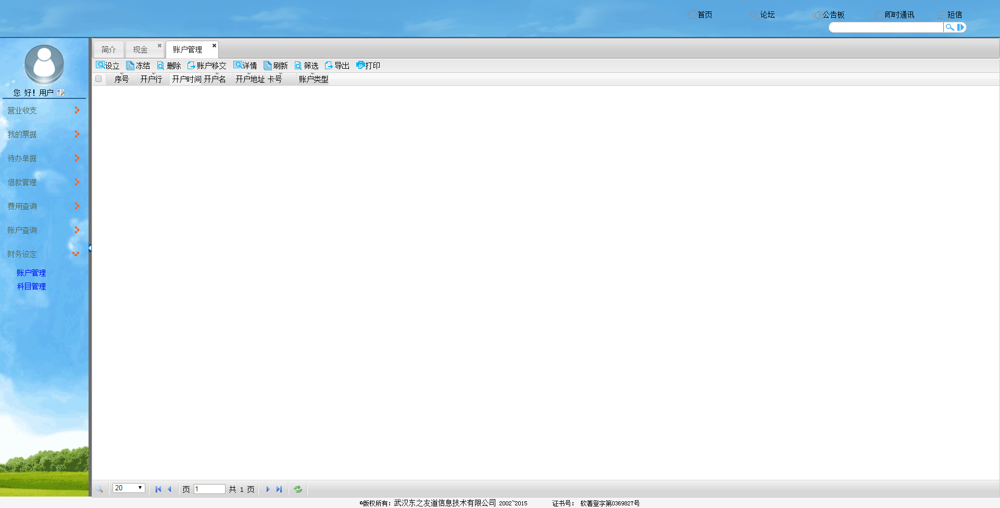 首页 论坛 公告板 即时通讯 短信
简介 现金 账户管理
设立 冻结 删除 账户移交 详情 刷新 筛选 导出 打印
序号 开户行 开户时间 开户名 开户地址 卡号 账户类型
您 好！用户
营业收支
我的票据
待办单据
借款管理
费用查询
账户查询
财务设定
账户管理
科目管理
20 页 1 共 1 页
©版权所有：武汉东之友道信息技术有限公司 2002~2015 证书号： 软著登字第0369827号